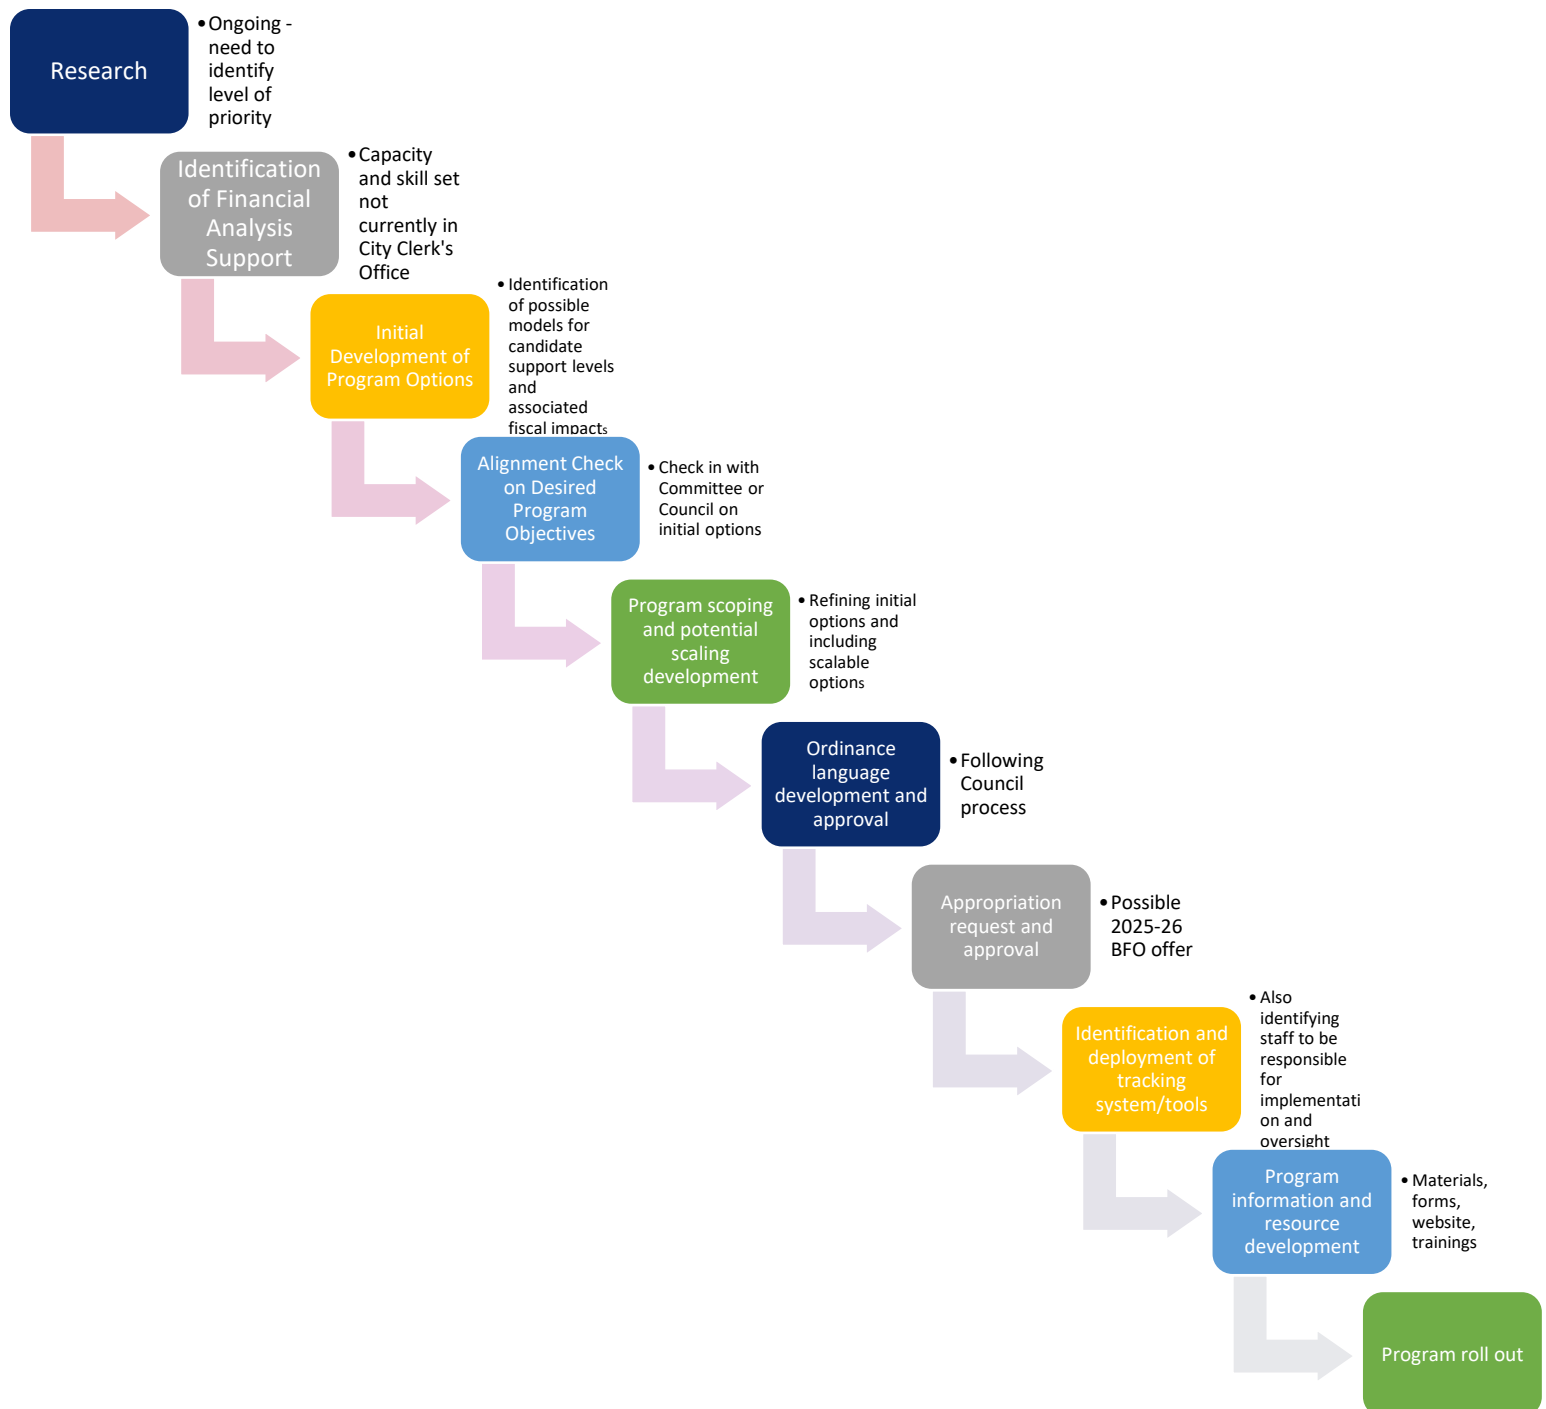 Research
•Ongoing -
need to
identify
level of
priority
Identification
of Financial
Analysis
Support
•Capacity
and skill set
not
currently in
City Clerk's
Office
Initial
Development of
Program Options
•Identification
of possible
models for
candidate
support levels
and
associated
fiscal impacts
Alignment Check
on Desired
Program
Objectives
•Check in with
Committee or
Council on
initial options
Program scoping
and potential
scaling
development
•Refining initial
options and
including
scalable
options
Ordinance
language
development and
approval
•Following
Council
process
Appropriation
request and
approval
•Possible
2025-26
BFO offer
Identification and
deployment of
tracking
system/tools
•Also
identifying
staff to be
responsible
for
implementati
on and
oversight
Program
information and
resource
development
•Materials,
forms,
website,
trainings
Program roll out